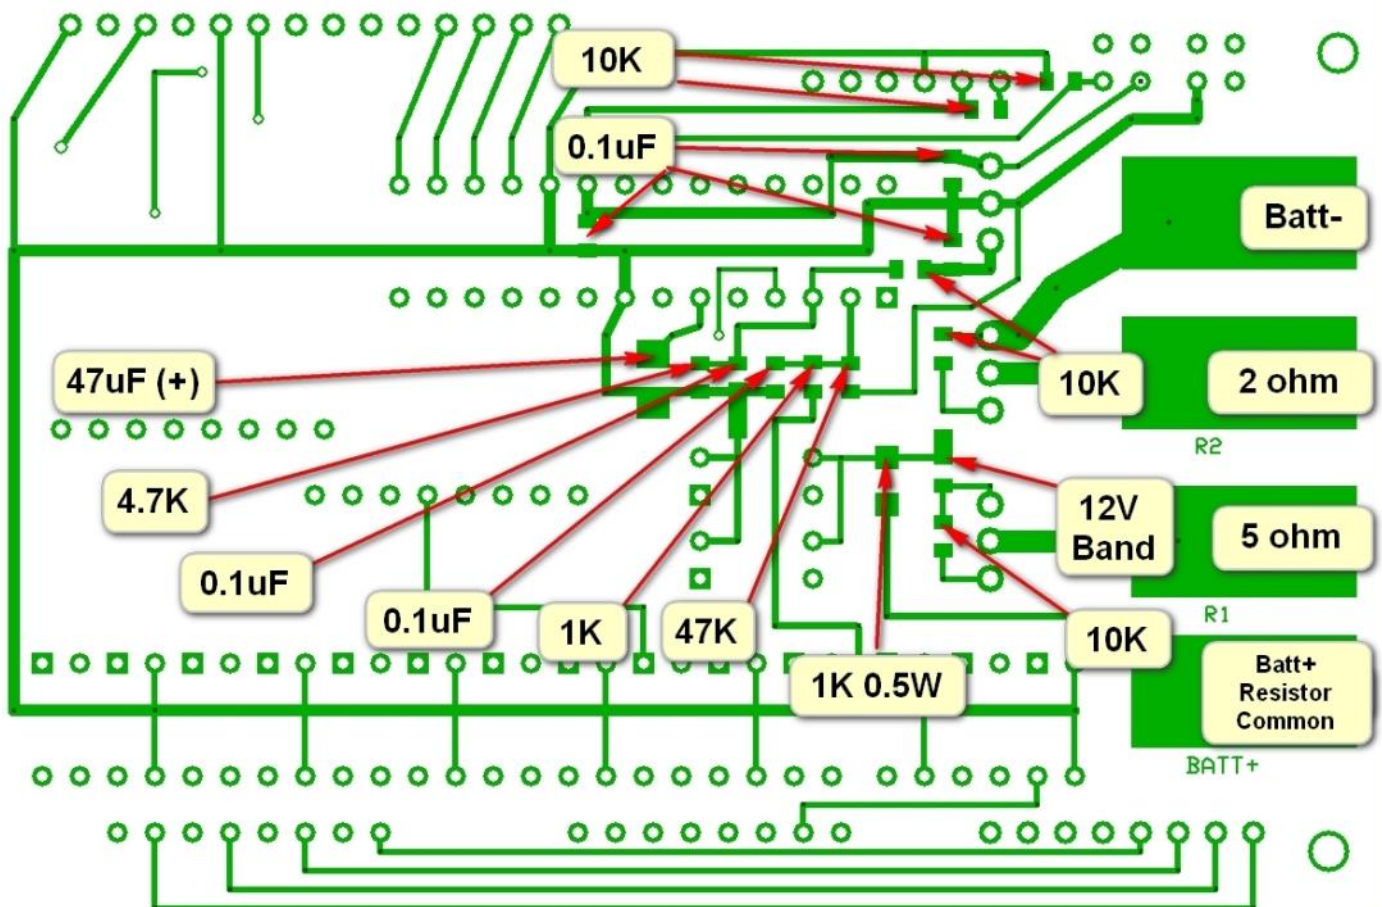 10K
0.1uF
Batt-
47uF (+)
10K
2 ohm
R2
4.7K
12V
Band
5 ohm
0.1uF
0.1uF
1K
47K
10K
R1
1K 0.5W
Batt+
Resistor
Common
BATT+